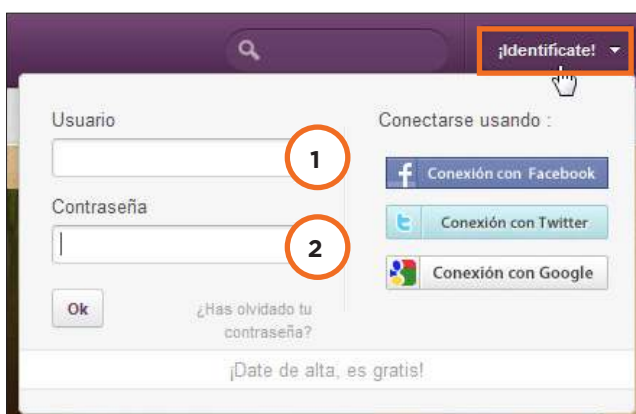 ¡Identificate!
Usuario
1
Contraseña
2
Ok
¿Has olvidado tu
contraseña?
Conectarse usando :
f Conexión con Facebook
t Conexión con Twitter
g Conexión con Google
¡Date de alta, es gratis!